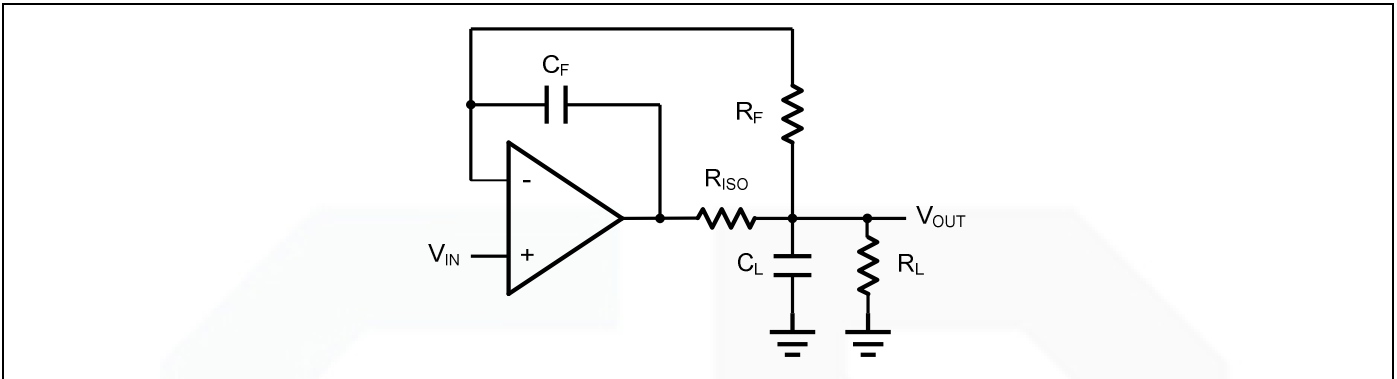 C_F
R_F
-
R_ISO
V_OUT
V_IN
+
C_L
R_L